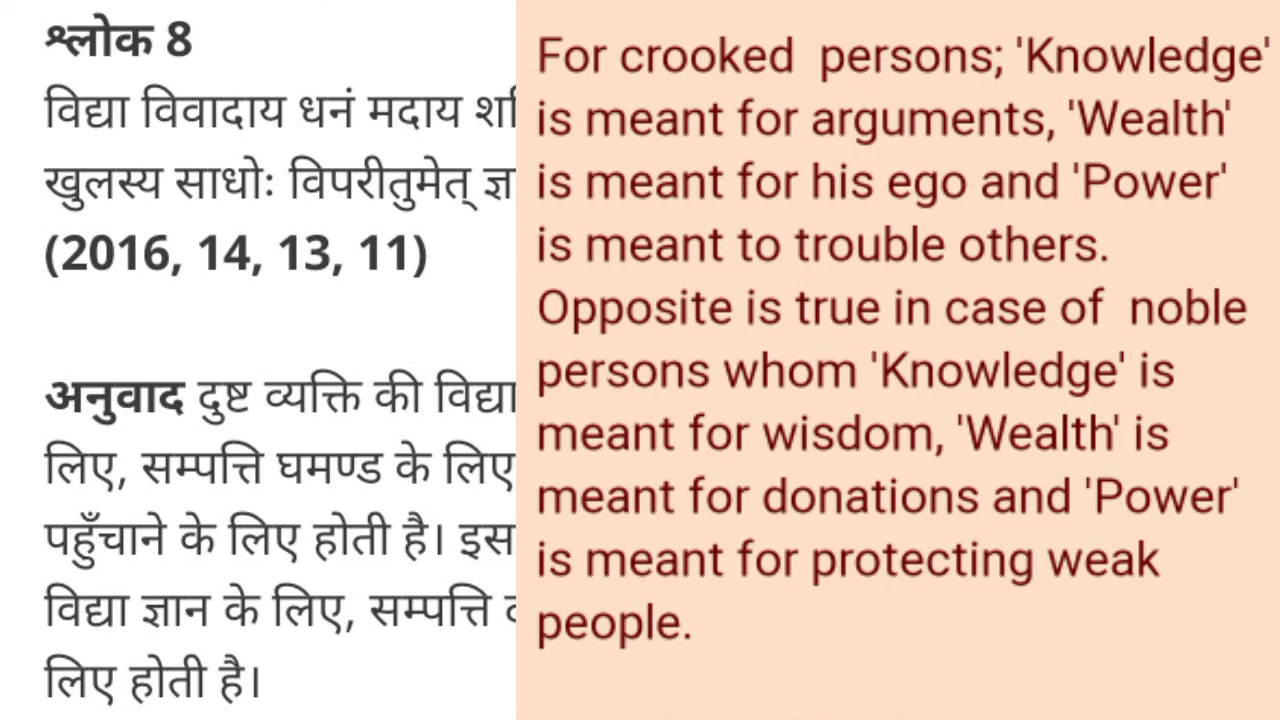 श्लोक 8
विद्या विवादाय धनं मदाय
खुलस्य साधोः विपरीतुमेत्
(2016, 14, 13, 11)
अनुवाद दुष्ट व्यक्ति की विद्या
लिए, सम्पत्ति घमण्ड के लिए
पहुँचाने के लिए होती है। इस
विद्या ज्ञान के लिए, सम्पत्ति
लिए होती है।
For crooked persons; 'Knowledge'
is meant for arguments, 'Wealth'
is meant for his ego and 'Power'
is meant to trouble others.
Opposite is true in case of noble
persons whom 'Knowledge' is
meant for wisdom, 'Wealth' is
meant for donations and 'Power'
is meant for protecting weak
people.